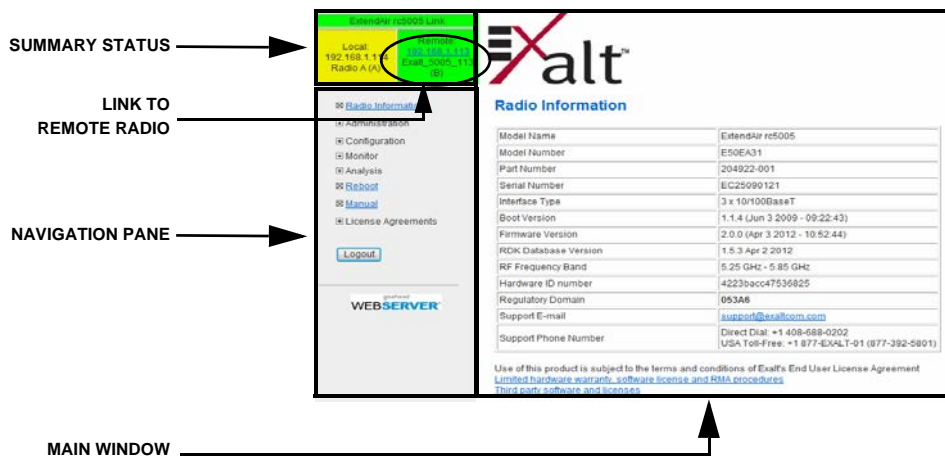 SUMMARY STATUS
LINK TO
REMOTE RADIO
NAVIGATION PANE
MAIN WINDOW
ExtendAir rc5005 Link
Local:
192.168.1.114
Radio A (A)
Remote:
192.168.1.113
Exalt_5005_113
(B)
Radio Information
Administration
Configuration
Monitor
Analysis
Reboot
Manual
License Agreements
Logout
goahead
WEBSERVER
Exalt™
Radio Information
Model Name ExtendAir rc5005
Model Number E50EA31
Part Number 204922-001
Serial Number EC25090121
Interface Type 3 x 10/100BaseT
Boot Version 1.1.4 (Jun 3 2009 - 09:22:43)
Firmware Version 2.0.0 (Apr 3 2012 - 10:52:44)
RDK Database Version 1.5.3 Apr 2 2012
RF Frequency Band 5.25 GHz - 5.85 GHz
Hardware ID number 4223bacc47536825
Regulatory Domain 053A6
Support E-mail support@exaltcom.com
Support Phone Number Direct Dial: +1 408-688-0202
USA Toll-Free: +1 877-EXALT-01 (877-392-5801)
Use of this product is subject to the terms and conditions of Exalt's End User License Agreement
Limited hardware warranty, software license and RMA procedures
Third party software and licenses